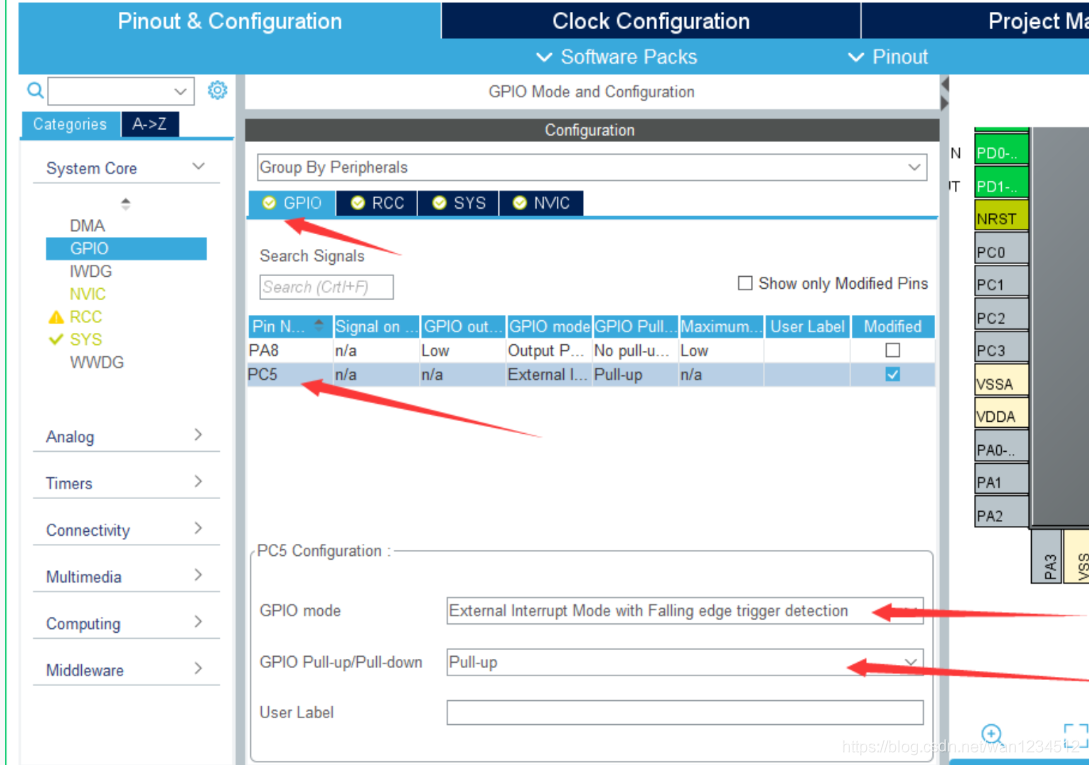 Pinout & Configuration
Clock Configuration
Project Ma
Software Packs
Pinout
GPIO Mode and Configuration
Categories
A->Z
Configuration
System Core
Group By Peripherals
DMA
GPIO
IWDG
NVIC
RCC
SYS
WWDG
Analog
Timers
Connectivity
Multimedia
Computing
Middleware
GPIO
RCC
SYS
NVIC
Search Signals
Search (Crtl+F)
Show only Modified Pins
Pin N... Signal on ... GPIO out... GPIO mode GPIO Pull... Maximum... User Label Modified
PA8 n/a Low Output P... No pull-u... Low
PC5 n/a n/a External I... Pull-up n/a
PC5 Configuration :
GPIO mode External Interrupt Mode with Falling edge trigger detection
GPIO Pull-up/Pull-down Pull-up
User Label
N PD0-..
UT PD1-..
NRST
PC0
PC1
PC2
PC3
VSSA
VDDA
PA0-..
PA1
PA2
PA3
VSS
https://blog.csdn.net/wan1234512